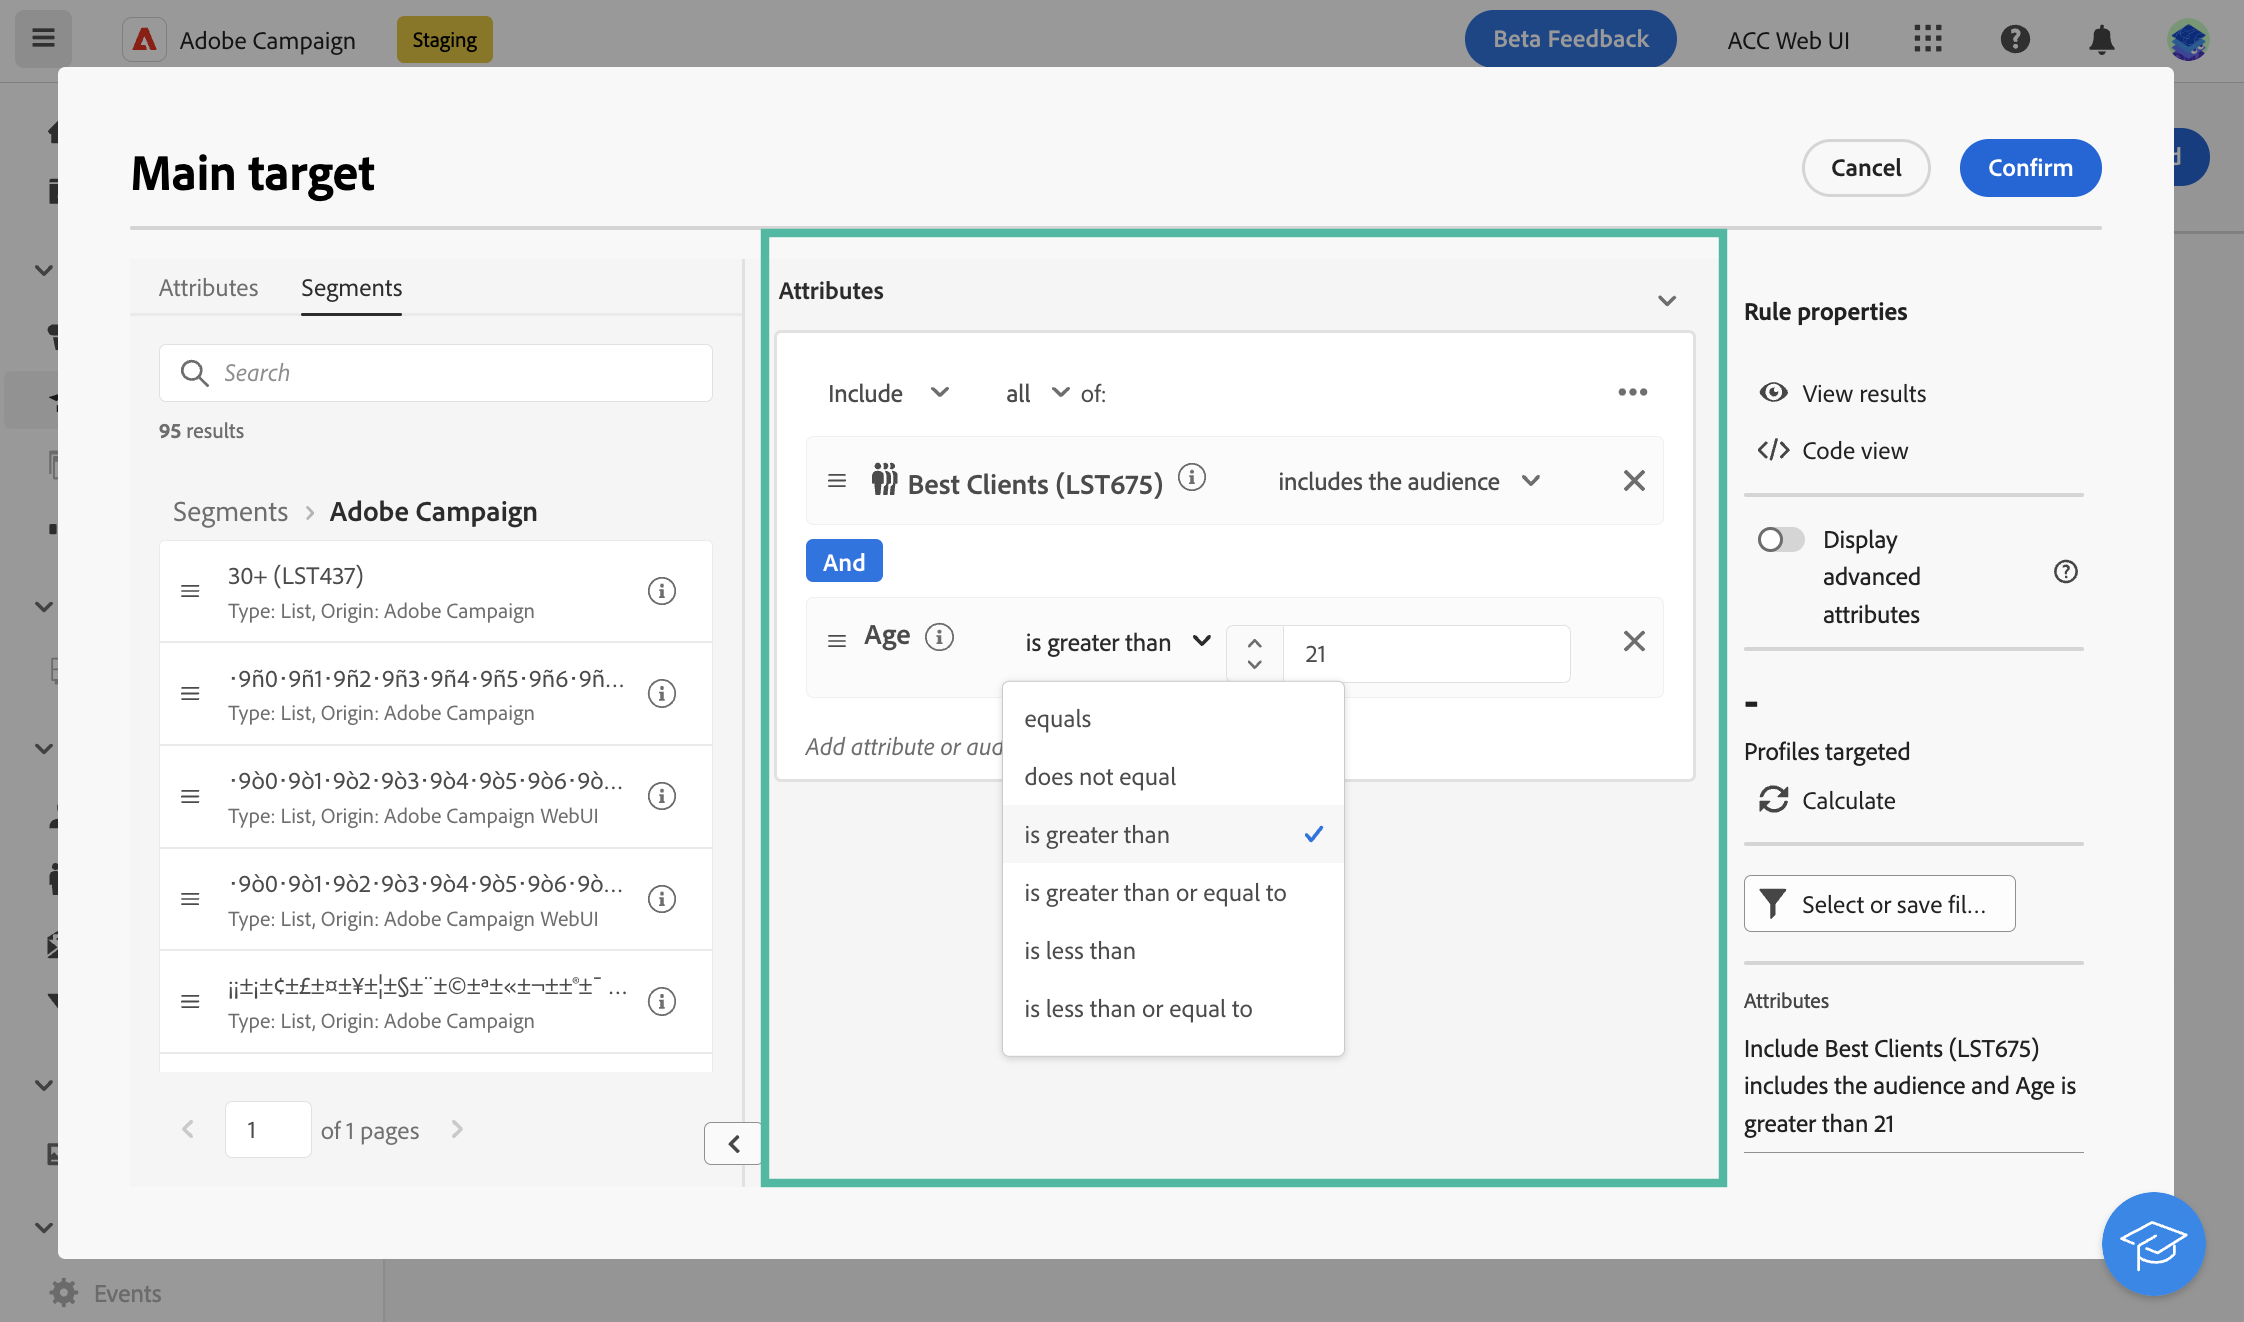 Adobe Campaign
Staging
Beta Feedback
ACC Web UI
Main target
Cancel
Confirm
Attributes
Segments
Search
95 results
Segments
Adobe Campaign
30+ (LST437)
Type: List, Origin: Adobe Campaign
·9ñ0·9ñ1·9ñ2·9ñ3·9ñ4·9ñ5·9ñ6·9ñ...
Type: List, Origin: Adobe Campaign
·9ò0·9ò1·9ò2·9ò3·9ò4·9ò5·9ò6·9ò...
Type: List, Origin: Adobe Campaign WebUI
·9ò0·9ò1·9ò2·9ò3·9ò4·9ò5·9ò6·9ò...
Type: List, Origin: Adobe Campaign WebUI
¡¡±¡±¢±£±¤±¥±¦±§±¨±©±ª±«±¬±±®±¯ ...
Type: List, Origin: Adobe Campaign
1
of 1 pages
Attributes
Include
all
of:
Best Clients (LST675)
includes the audience
And
Age
is greater than
21
Add attribute or aud
equals
does not equal
is greater than
is greater than or equal to
is less than
is less than or equal to
Rule properties
View results
Code view
Display
advanced
attributes
-
Profiles targeted
Calculate
Select or save fil...
Attributes
Include Best Clients (LST675)
includes the audience and Age is
greater than 21
Events